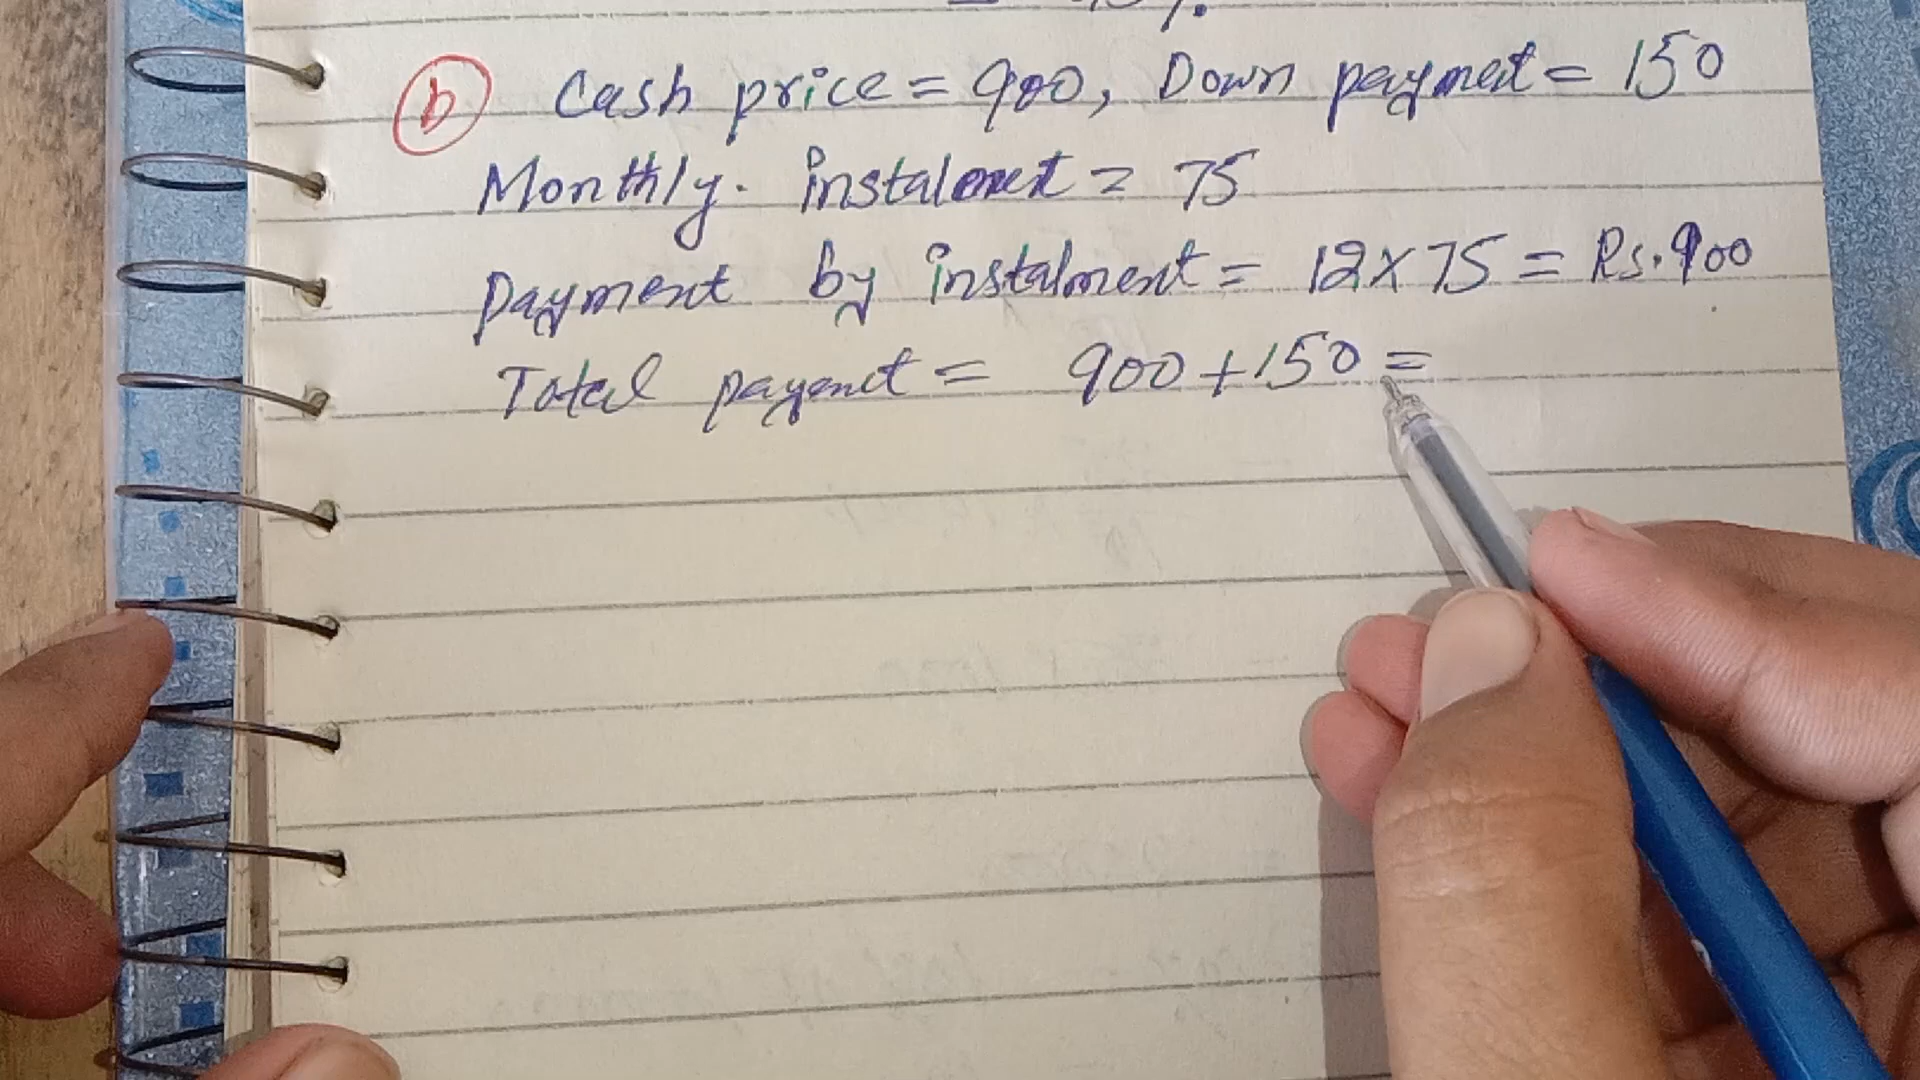 b Cash price = 900, Down payment = 150
Monthly. instalment = 75
Payment by instalment = 12 x 75 = Rs. 900
Total payment = 900 + 150 =